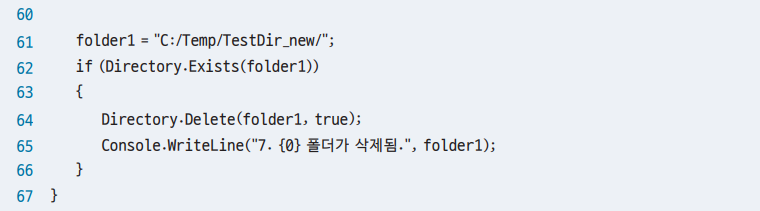 60
61 folder1 = "C:/Temp/TestDir_new/";
62 if (Directory.Exists(folder1))
63 {
64 Directory.Delete(folder1, true);
65 Console.WriteLine("7. {0} 폴더가 삭제됨.", folder1);
66 }
67 }